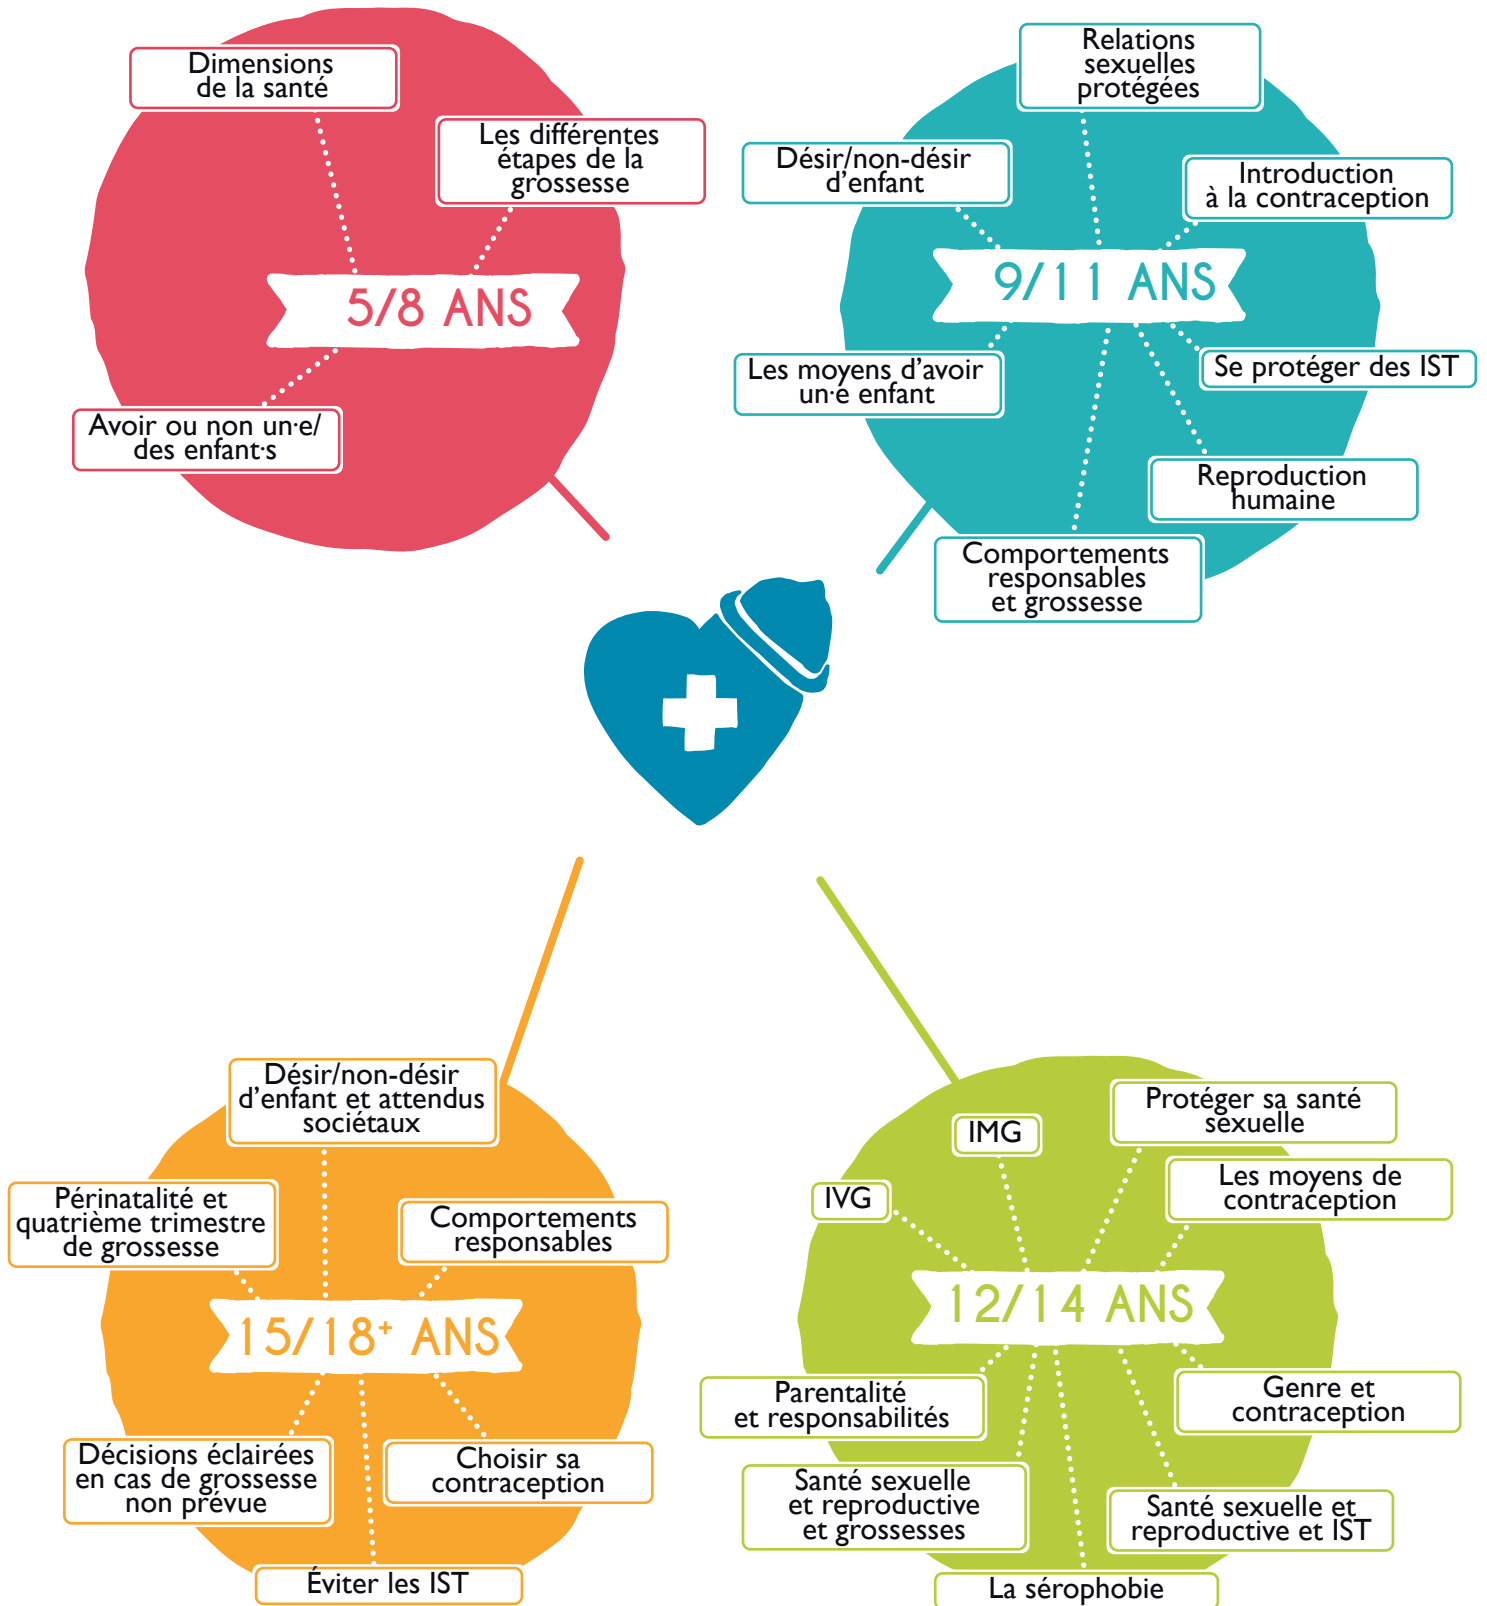 Dimensions
de la santé
Les différentes
étapes de la
grossesse
5/8 ANS
Avoir ou non un·e/
des enfant·s
Relations
sexuelles
protégées
Désir/non-désir
d'enfant
Introduction
à la contraception
9/11 ANS
Les moyens d’avoir
un·e enfant
Se protéger des IST
Reproduction
humaine
Comportements
responsables
et grossesse
Désir/non-désir
d’enfant et attendus
sociétaux
Périnatalité et
quatrième trimestre
de grossesse
Comportements
responsables
15/18+ ANS
Décisions éclairées
en cas de grossesse
non prévue
Choisir sa
contraception
Éviter les IST
IMG
Protéger sa santé
sexuelle
IVG
Les moyens de
contraception
12/14 ANS
Parentalité
et responsabilités
Genre et
contraception
Santé sexuelle
et reproductive
et grossesses
Santé sexuelle et
reproductive et IST
La sérophobie